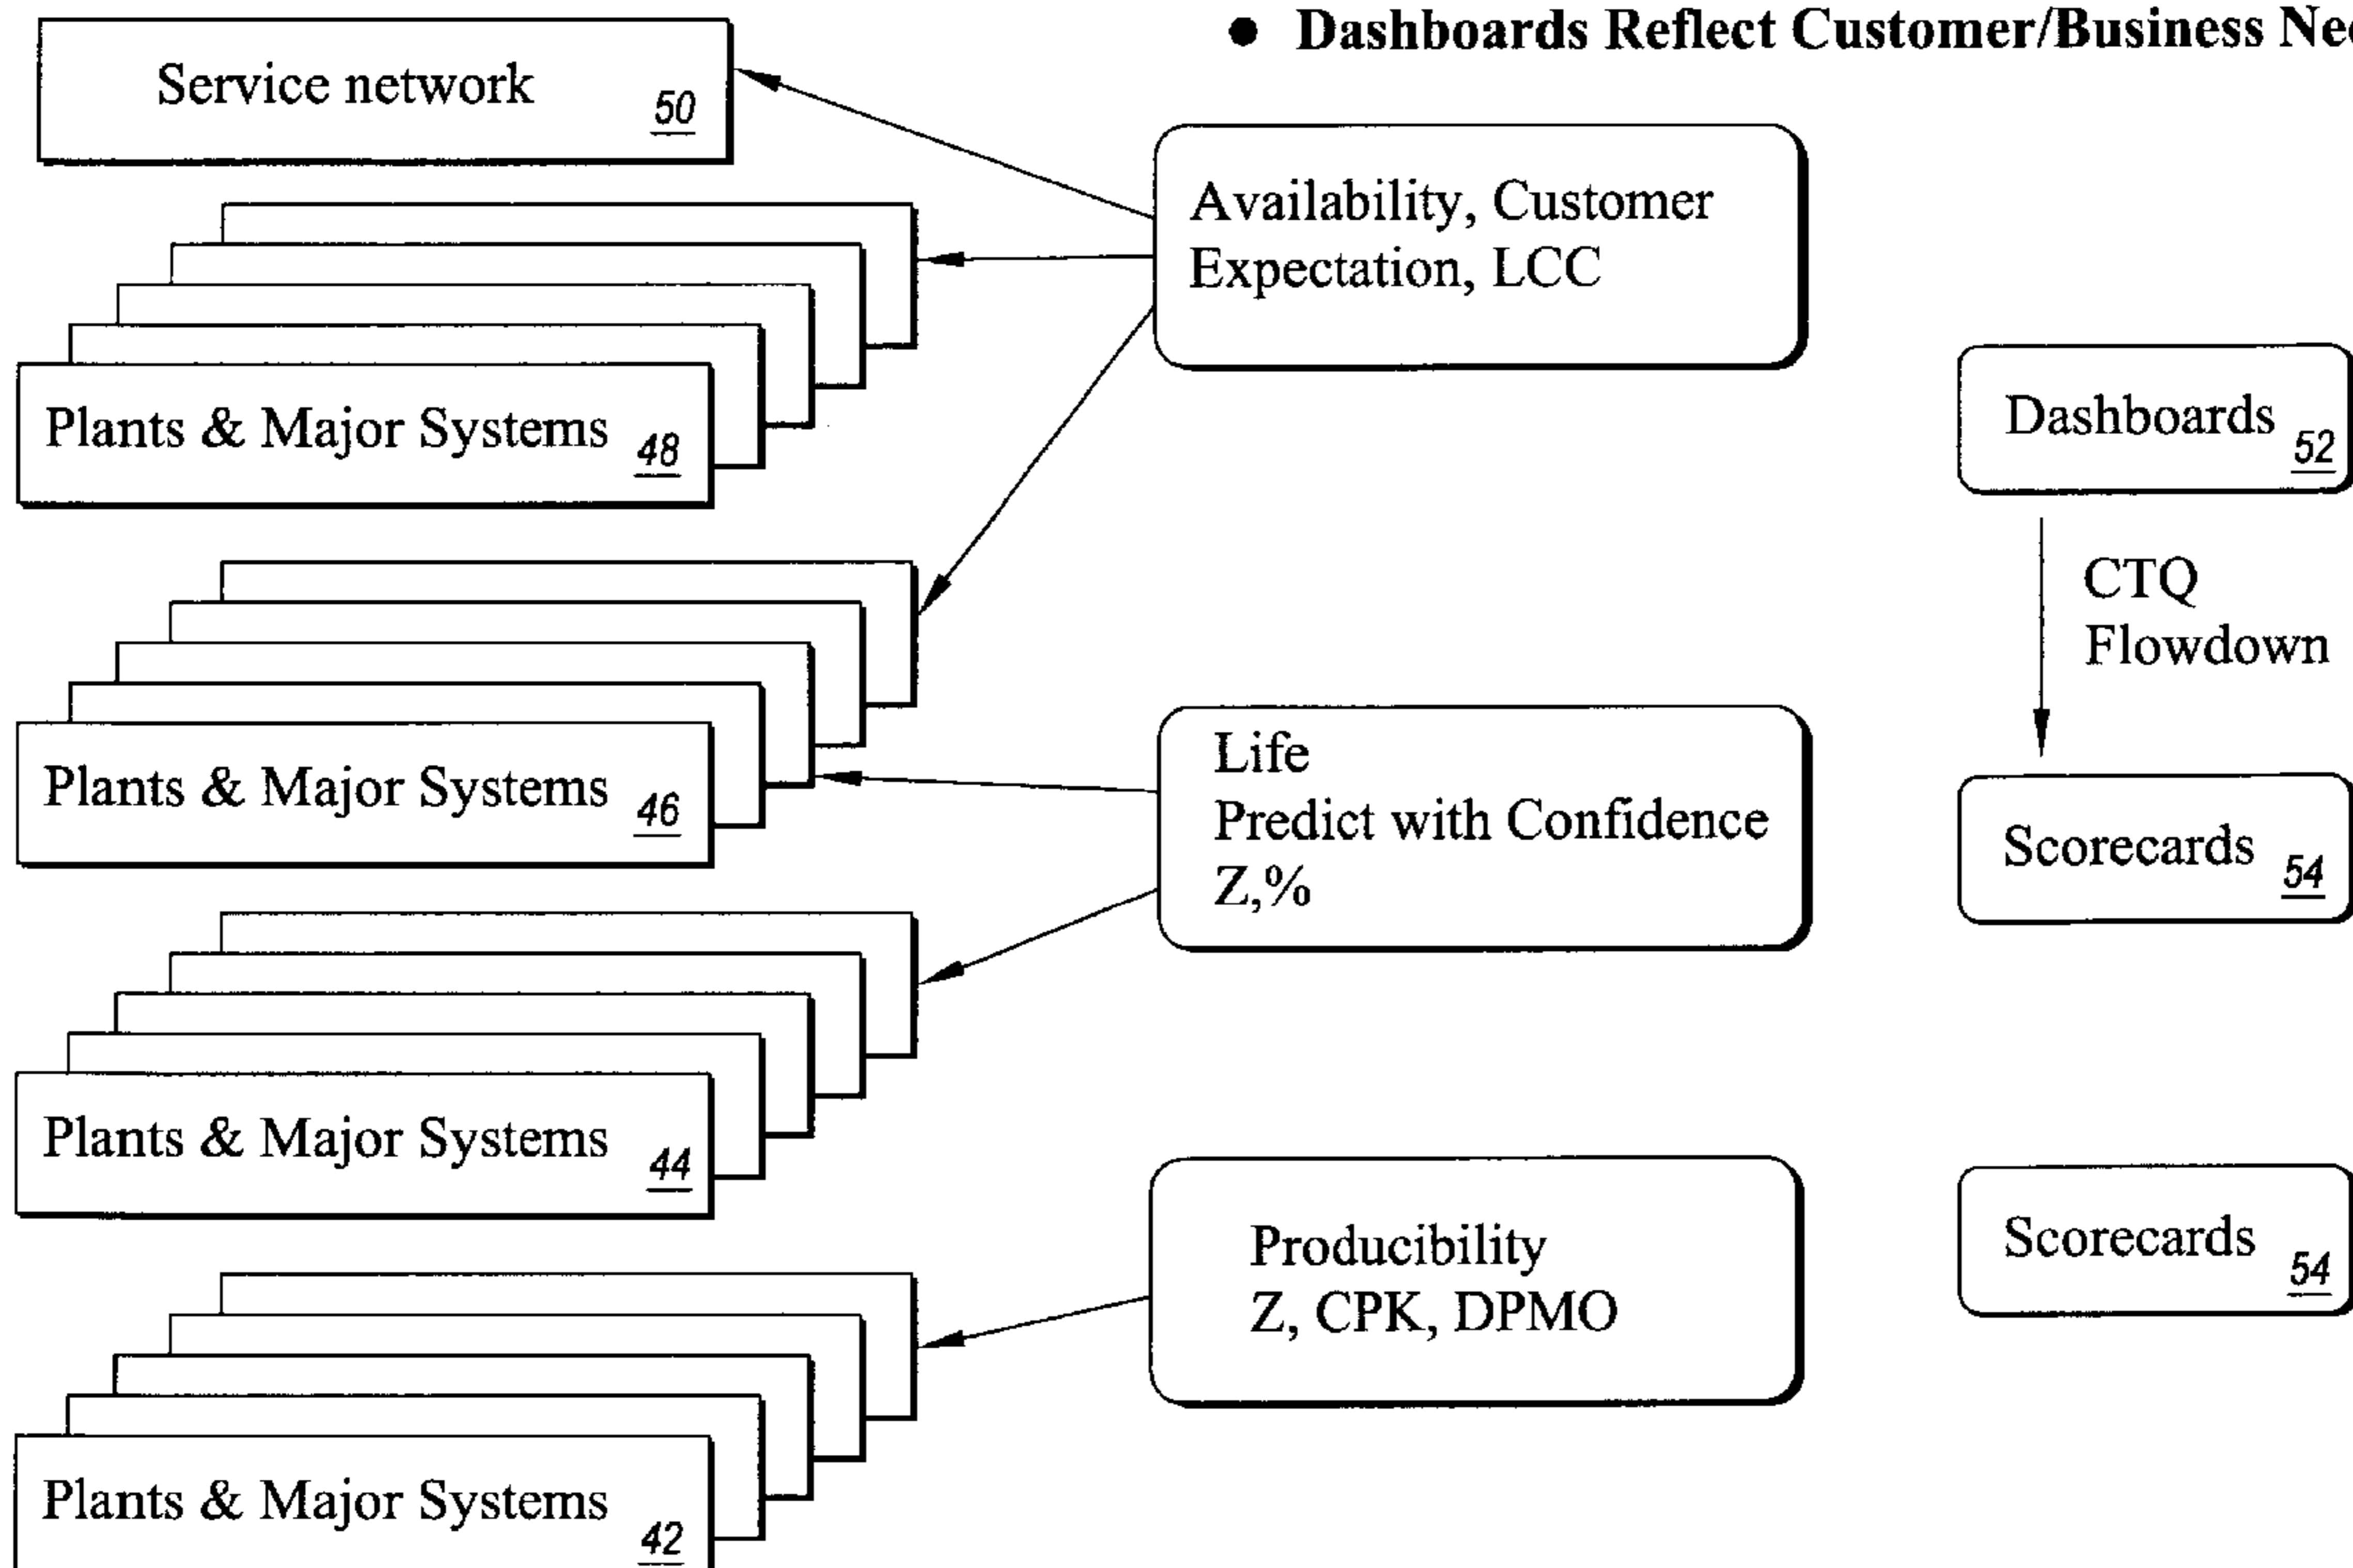 ● Dashboards Reflect Customer/Business
Service network 50
Availability, Customer
Expectation, LCC
Plants & Major Systems 48
Dashboards 52
CTQ
Flowdown
Plants & Major Systems 46
Life
Predict with Confidence
Z,%
Scorecards 54
Plants & Major Systems 44
Producibility
Z, CPK, DPMO
Scorecards 54
Plants & Major Systems 42